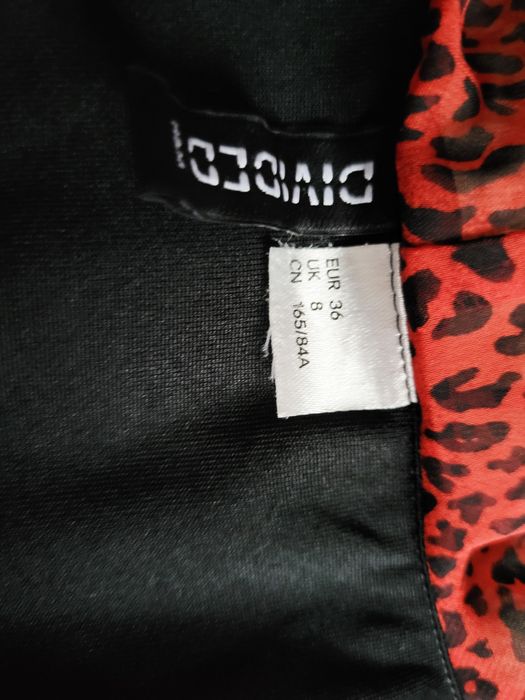 DIVIDED
EUR 36
UK 8
CN 165/84A